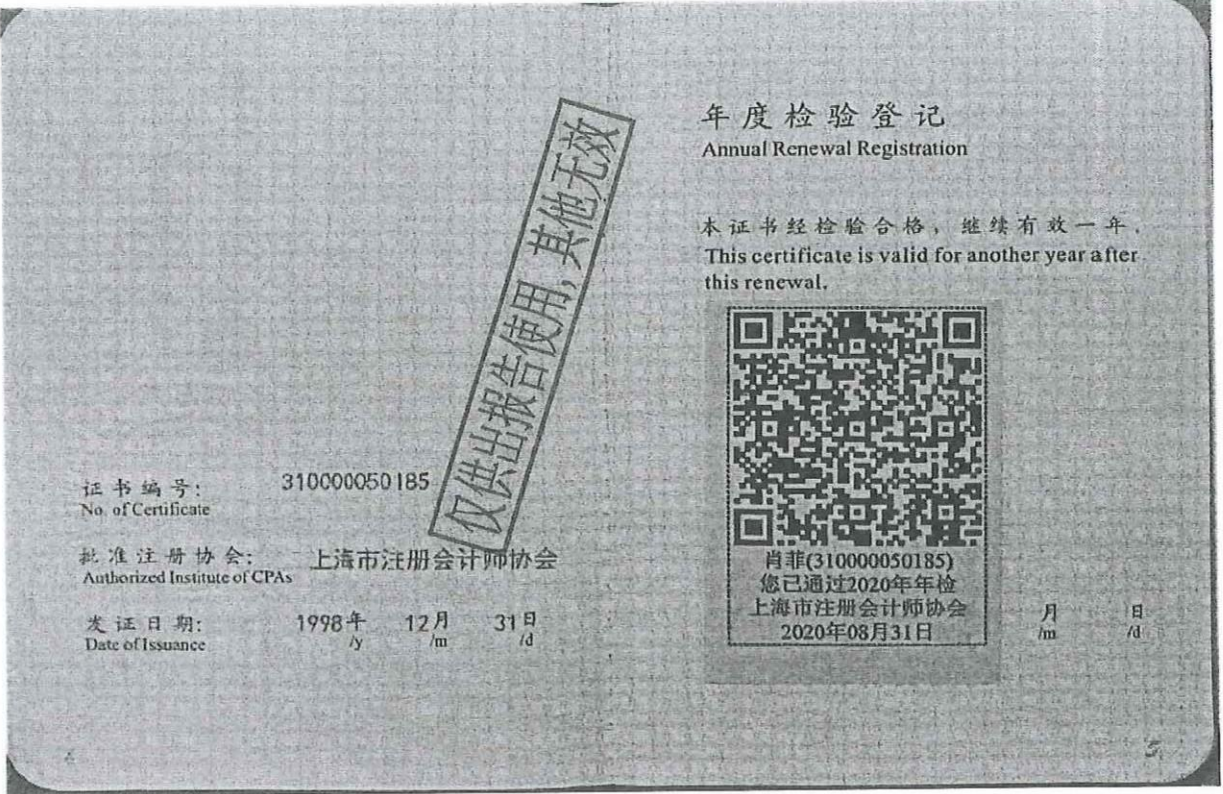 仅供出报告使用，其他无效
证书编号： 310000050185
No. of Certificate
批准注册协会： 上海市注册会计师协会
Authorized Institute of CPAs
发证日期： 1998年 12月 31日
Date of Issuance /y /m /d
年度检验登记
Annual Renewal Registration
本证书经检验合格，继续有效一年。
This certificate is valid for another year after
this renewal.
肖菲(310000050185)
您已通过2020年年检
上海市注册会计师协会
2020年08月31日
月 日
/m /d
5